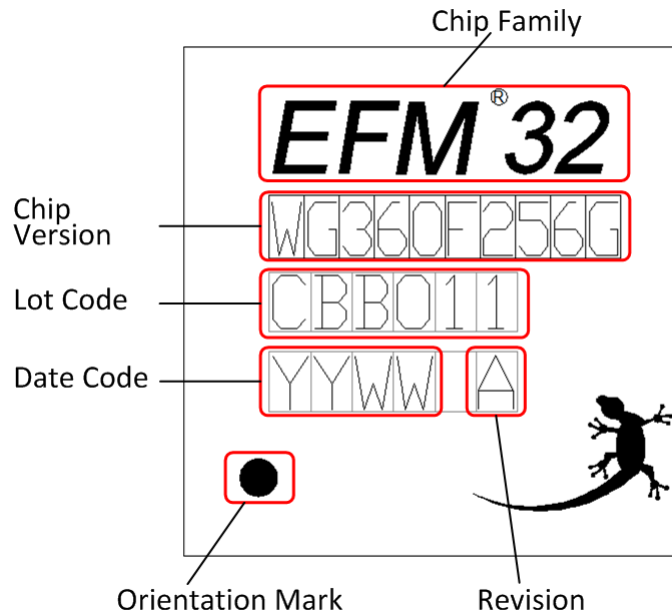 Chip Family
EFM®32
Chip
Version
WG360F256G
Lot Code
CBB011
Date Code
YYWW A
Orientation Mark
Revision